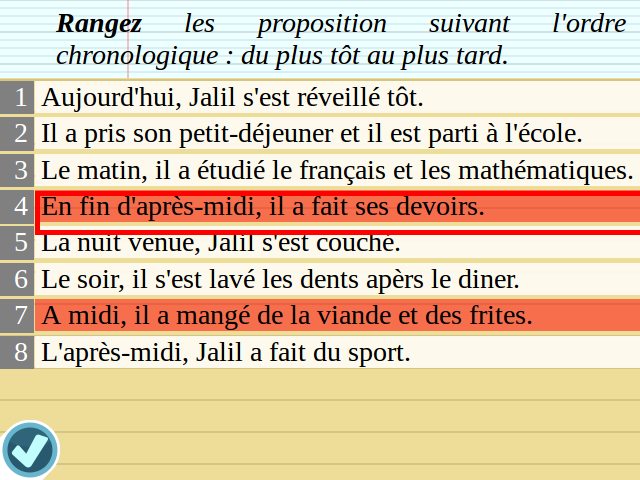 Rangez les proposition suivant l'ordre
chronologique : du plus tôt au plus tard.
1 Aujourd'hui, Jalil s'est réveillé tôt.
2 Il a pris son petit-déjeuner et il est parti à l'école.
3 Le matin, il a étudié le français et les mathématiques.
4 En fin d'après-midi, il a fait ses devoirs.
5 La nuit venue, Jalil s'est couché.
6 Le soir, il s'est lavé les dents apèrs le diner.
7 A midi, il a mangé de la viande et des frites.
8 L'après-midi, Jalil a fait du sport.